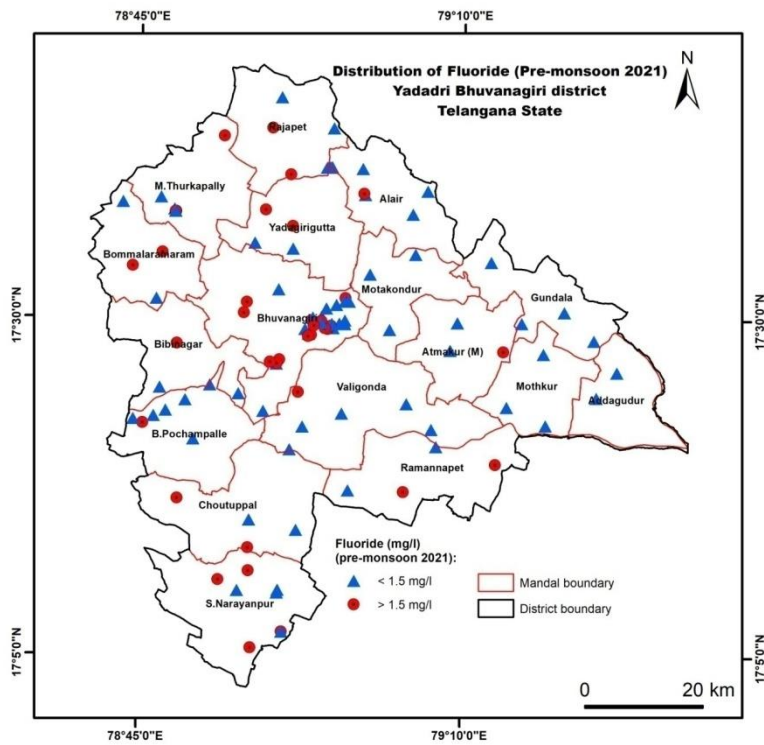 78°45'0"E
79°10'0"E
Distribution of Fluoride (Pre-monsoon 2021)
Yadadri Bhuvanagiri district
Telangana State
N
Rajapet
M.Thurkapally
Alair
Yadagirigutta
Bommalaramaram
Motakondur
Gundala
17°30'0"N
17°30'0"N
Bhuvanagiri
Bibinagar
Atmakur (M)
Mothkur
Valigonda
Addagudur
B.Pochampalle
Ramannapet
Choutuppal
Fluoride (mg/l)
(pre-monsoon 2021):
< 1.5 mg/l
Mandal boundary
> 1.5 mg/l
District boundary
S.Narayanpur
17°5'0"N
17°5'0"N
0 20 km
78°45'0"E
79°10'0"E